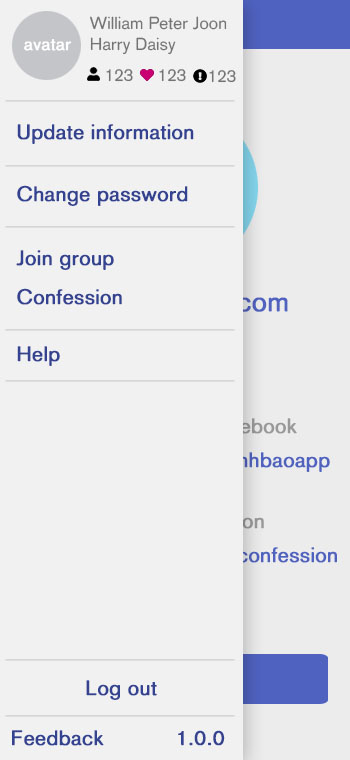 avatar
William Peter Joon
Harry Daisy
123 123 123
Update information
Change password
Join group
Confession
Help
Log out
Feedback 1.0.0
com
ebook
nhbaoapp
on
confession